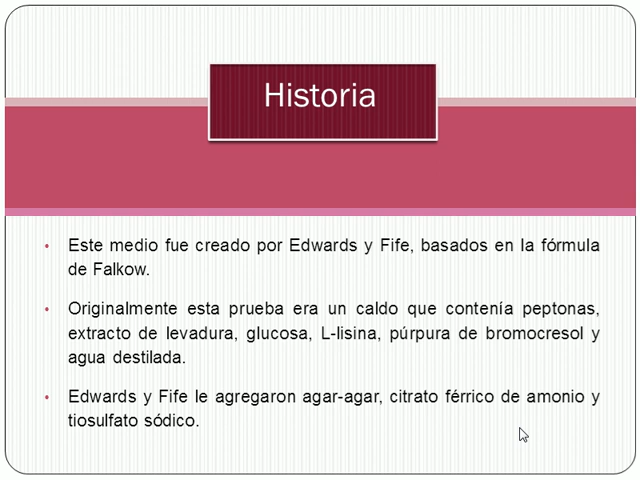 Historia
• Este medio fue creado por Edwards y Fife, basados en la fórmula
de Falkow.
• Originalmente esta prueba era un caldo que contenía peptonas,
extracto de levadura, glucosa, L-lisina, púrpura de bromocresol y
agua destilada.
• Edwards y Fife le agregaron agar-agar, citrato férrico de amonio y
tiosulfato sódico.